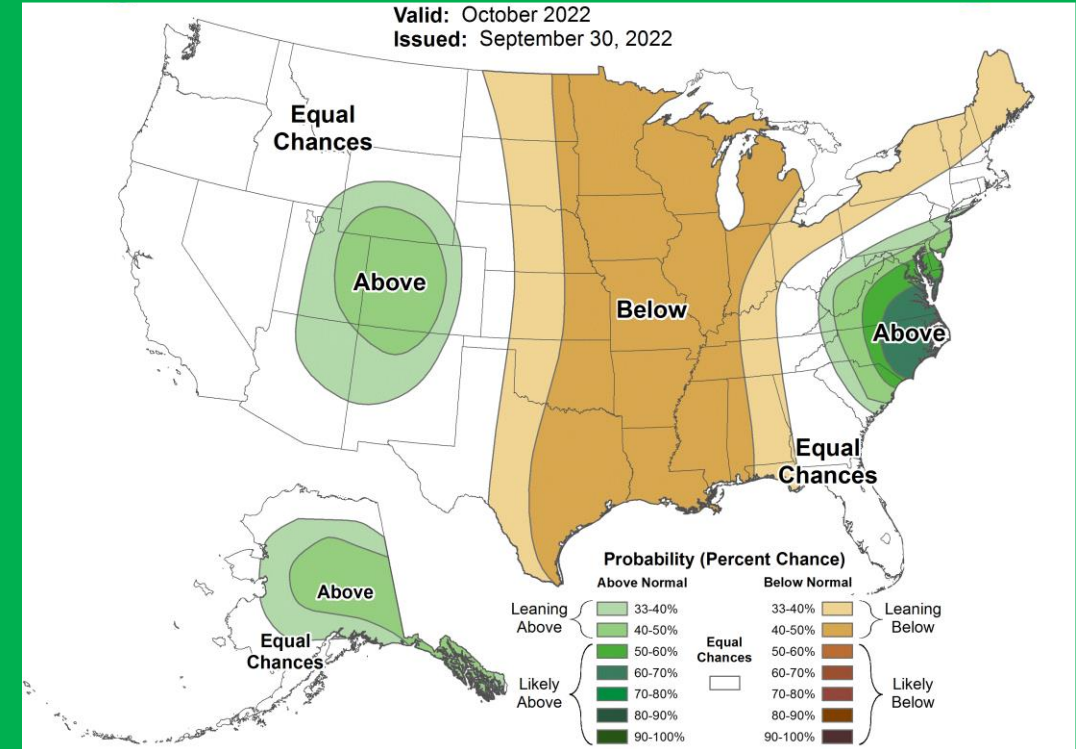 Valid: October 2022
Issued: September 30, 2022
Equal
Chances
Above
Below
Above
Equal
Chances
Above
Equal
Chances
Probability (Percent Chance)
Above Normal
Below Normal
Leaning
Above
33-40%
40-50%
50-60%
60-70%
70-80%
80-90%
90-100%
Likely
Above
Equal
Chances
33-40%
40-50%
50-60%
60-70%
70-80%
80-90%
90-100%
Leaning
Below
Likely
Below